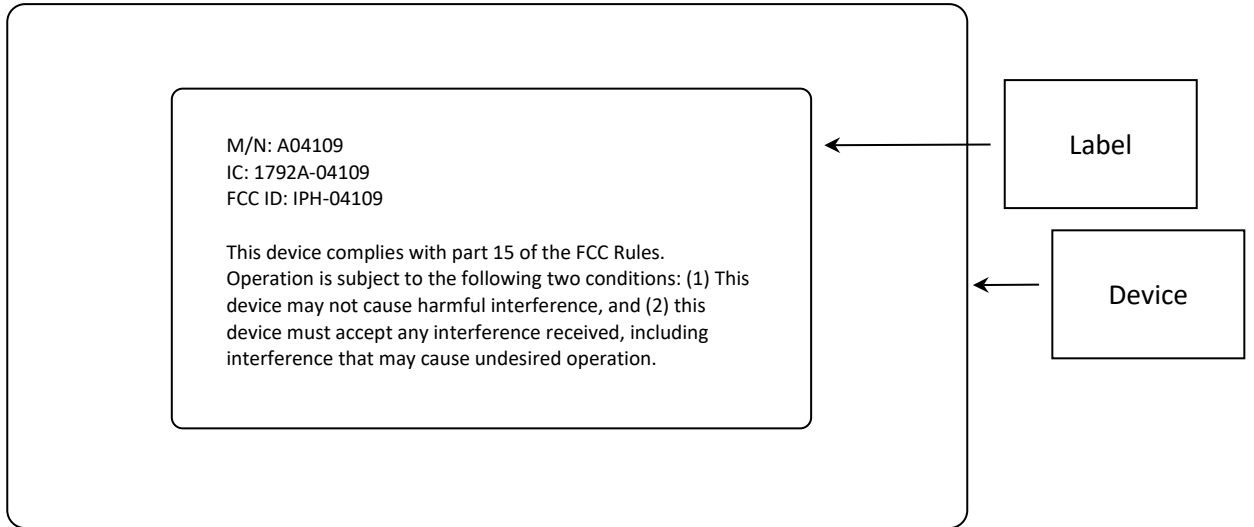 M/N: A04109
IC: 1792A-04109
FCC ID: IPH-04109
This device complies with part 15 of the FCC Rules.
Operation is subject to the following two conditions: (1) This
device may not cause harmful interference, and (2) this
device must accept any interference received, including
interference that may cause undesired operation.
Label
Device